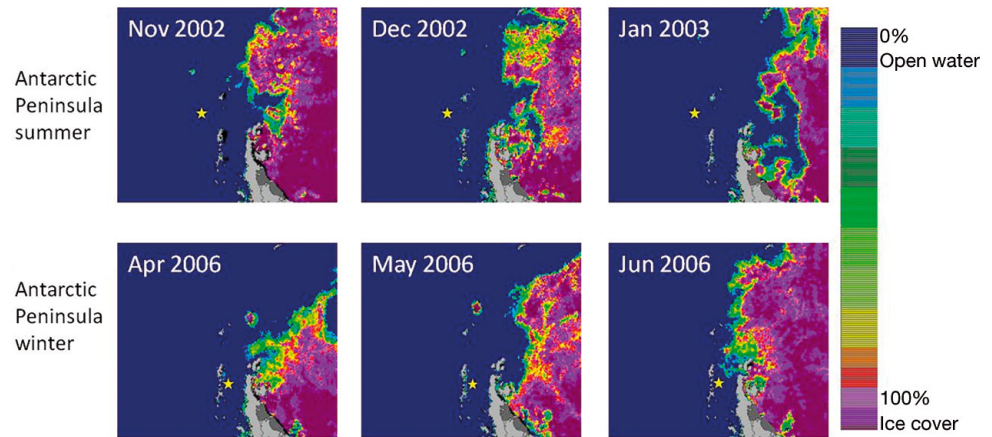 Nov 2002
Dec 2002
Jan 2003
0%
Open water
Antarctic
Peninsula
summer
Apr 2006
May 2006
Jun 2006
Antarctic
Peninsula
winter
100%
Ice cover